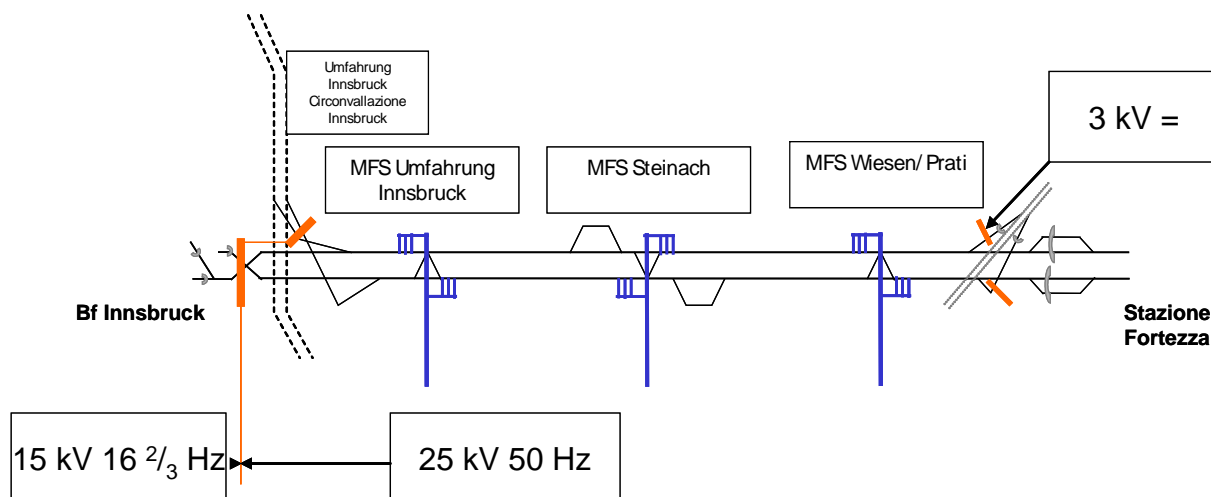 Umfahrung
Innsbruck
Circonvallazione
Innsbruck
3 kV =
MFS Umfahrung
Innsbruck
MFS Steinach
MFS Wiesen/ Prati
Bf Innsbruck
Stazione
Fortezza
15 kV 16 2/3 Hz
25 kV 50 Hz